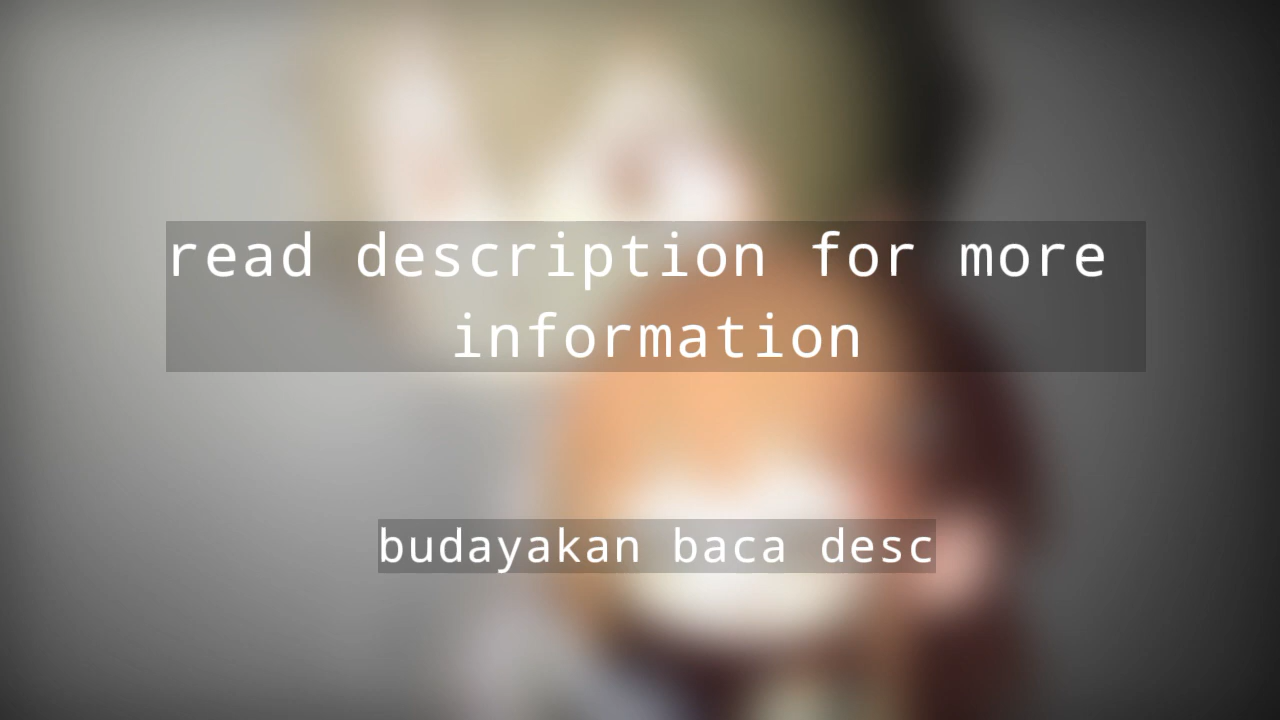 read description for more
information
budayakan baca desc